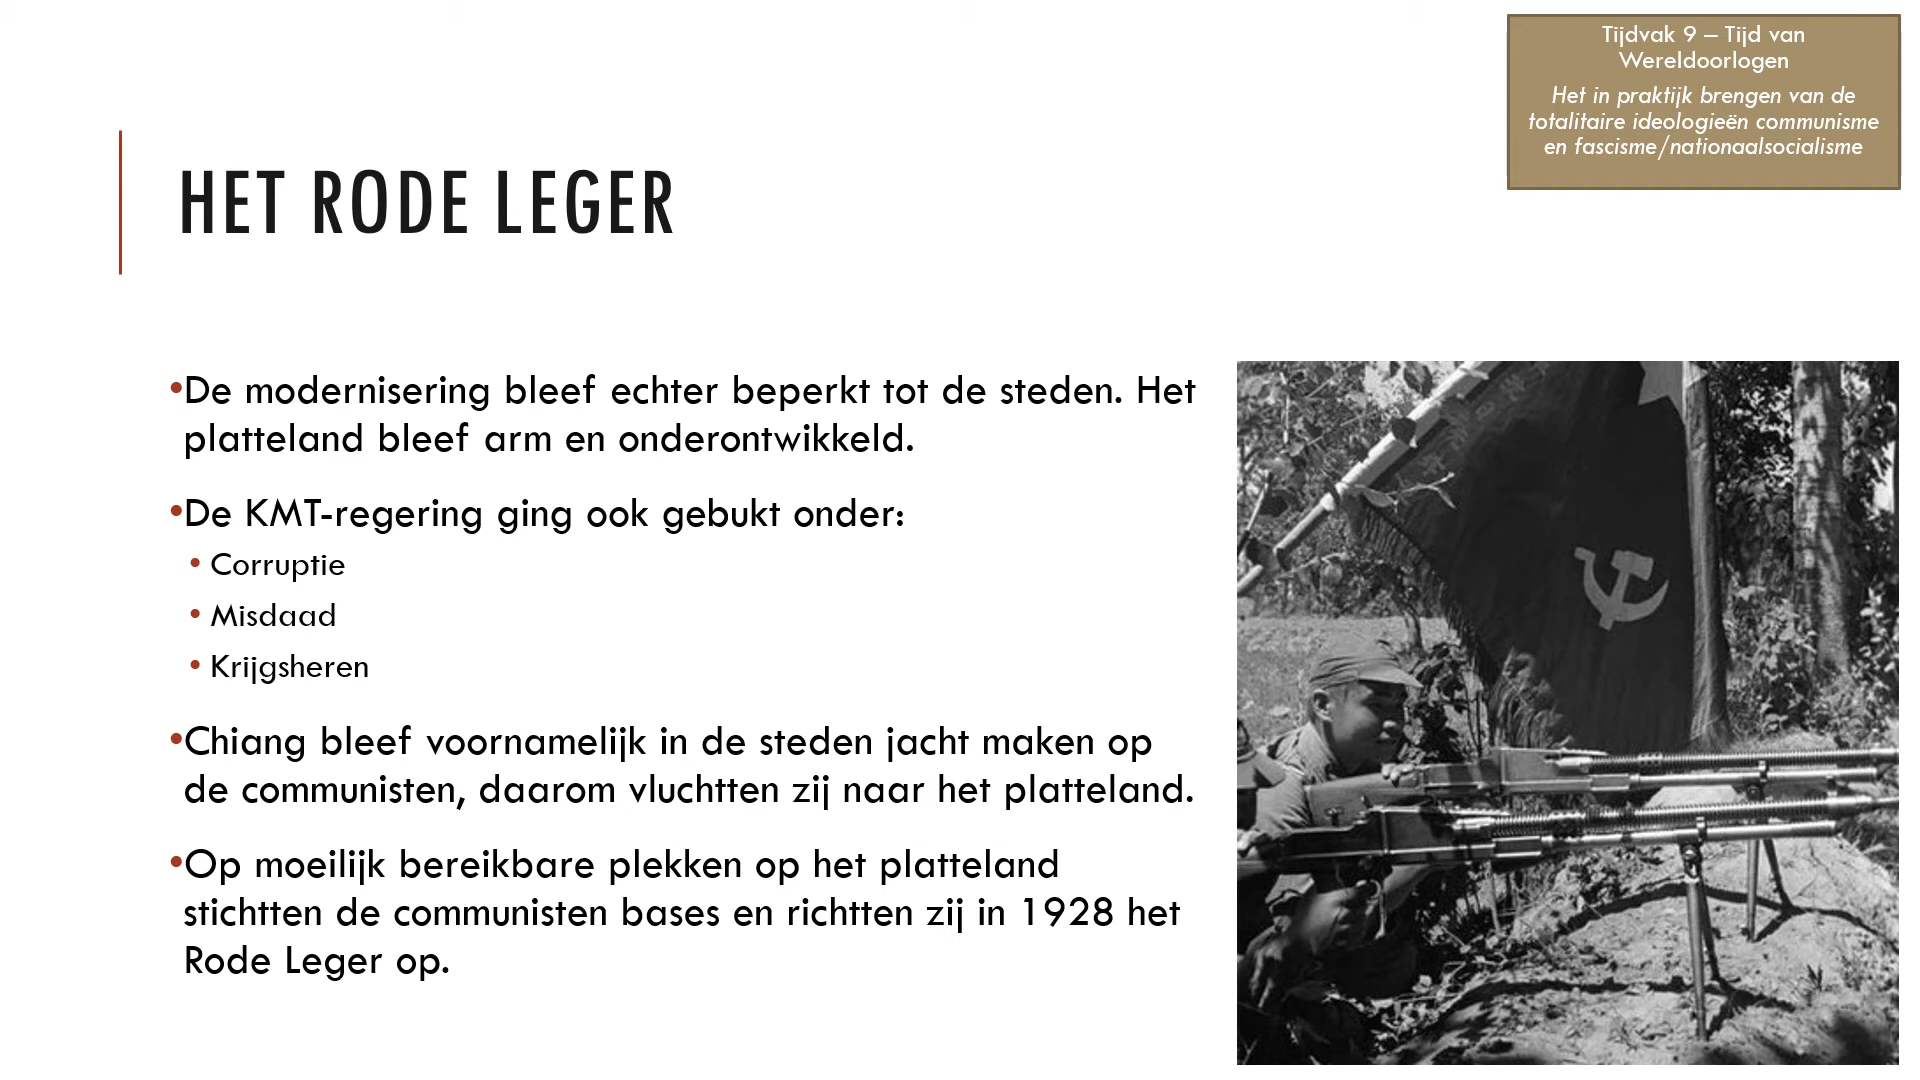 Tijdvak 9 – Tijd van
Wereldoorlogen
Het in praktijk brengen van de
totalitaire ideologieën communisme
en fascisme/nationaalsocialisme
HET RODE LEGER
•De modernisering bleef echter beperkt tot de steden. Het
platteland bleef arm en onderontwikkeld.
•De KMT-regering ging ook gebukt onder:
• Corruptie
• Misdaad
• Krijgsheren
•Chiang bleef voornamelijk in de steden jacht maken op
de communisten, daarom vluchtten zij naar het platteland.
•Op moeilijk bereikbare plekken op het platteland
stichtten de communisten bases en richtten zij in 1928 het
Rode Leger op.